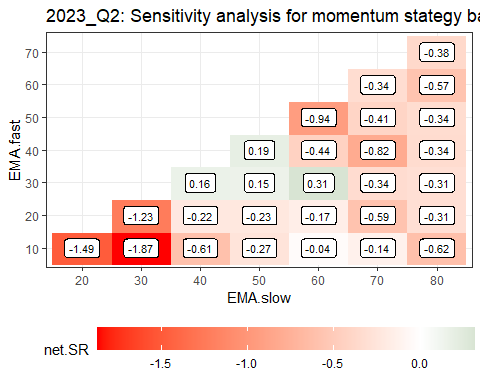 2023_Q2: Sensitivity analysis for momentum stategy ba
EMA.fast
70
-0.38
60
-0.34 -0.57
50
-0.94 -0.41 -0.34
40
0.19 -0.44 -0.82 -0.34
30
0.16 0.15 0.31 -0.34 -0.31
20
-1.23 -0.22 -0.23 -0.17 -0.59 -0.31
10
-1.49 -1.87 -0.61 -0.27 -0.04 -0.14 -0.62
20 30 40 50 60 70 80
EMA.slow
net.SR
-1.5 -1.0 -0.5 0.0